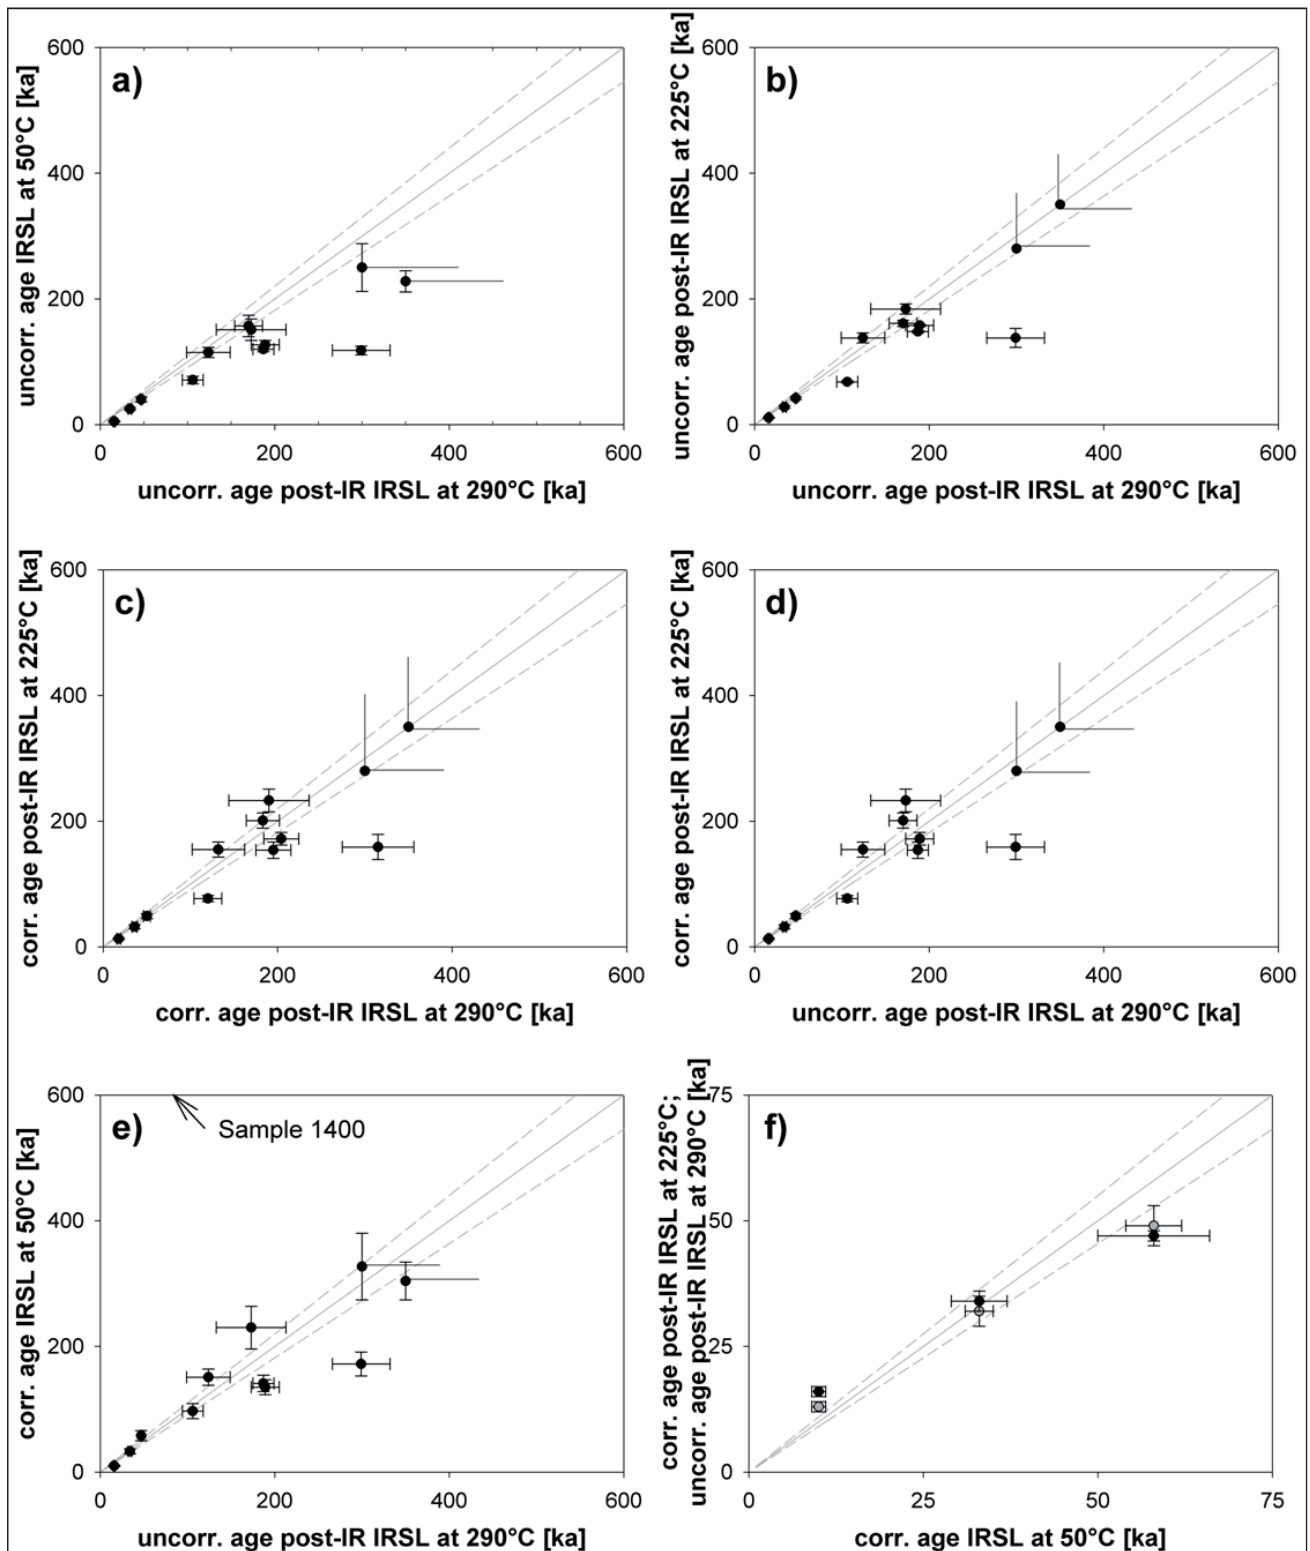 a)
uncorr. age IRSL at 50°C [ka]
600
400
200
0
0 200 400 600
uncorr. age post-IR IRSL at 290°C [ka]
b)
uncorr. age post-IR IRSL at 225°C [ka]
600
400
200
0
0 200 400 600
uncorr. age post-IR IRSL at 290°C [ka]
c)
corr. age post-IR IRSL at 225°C [ka]
600
400
200
0
0 200 400 600
corr. age post-IR IRSL at 290°C [ka]
d)
corr. age post-IR IRSL at 225°C [ka]
600
400
200
0
0 200 400 600
uncorr. age post-IR IRSL at 290°C [ka]
e)
Sample 1400
corr. age IRSL at 50°C [ka]
600
400
200
0
0 200 400 600
uncorr. age post-IR IRSL at 290°C [ka]
f)
corr. age post-IR IRSL at 225°C;
uncorr. age post-IR IRSL at 290°C [ka]
75
50
25
0
0 25 50 75
corr. age IRSL at 50°C [ka]